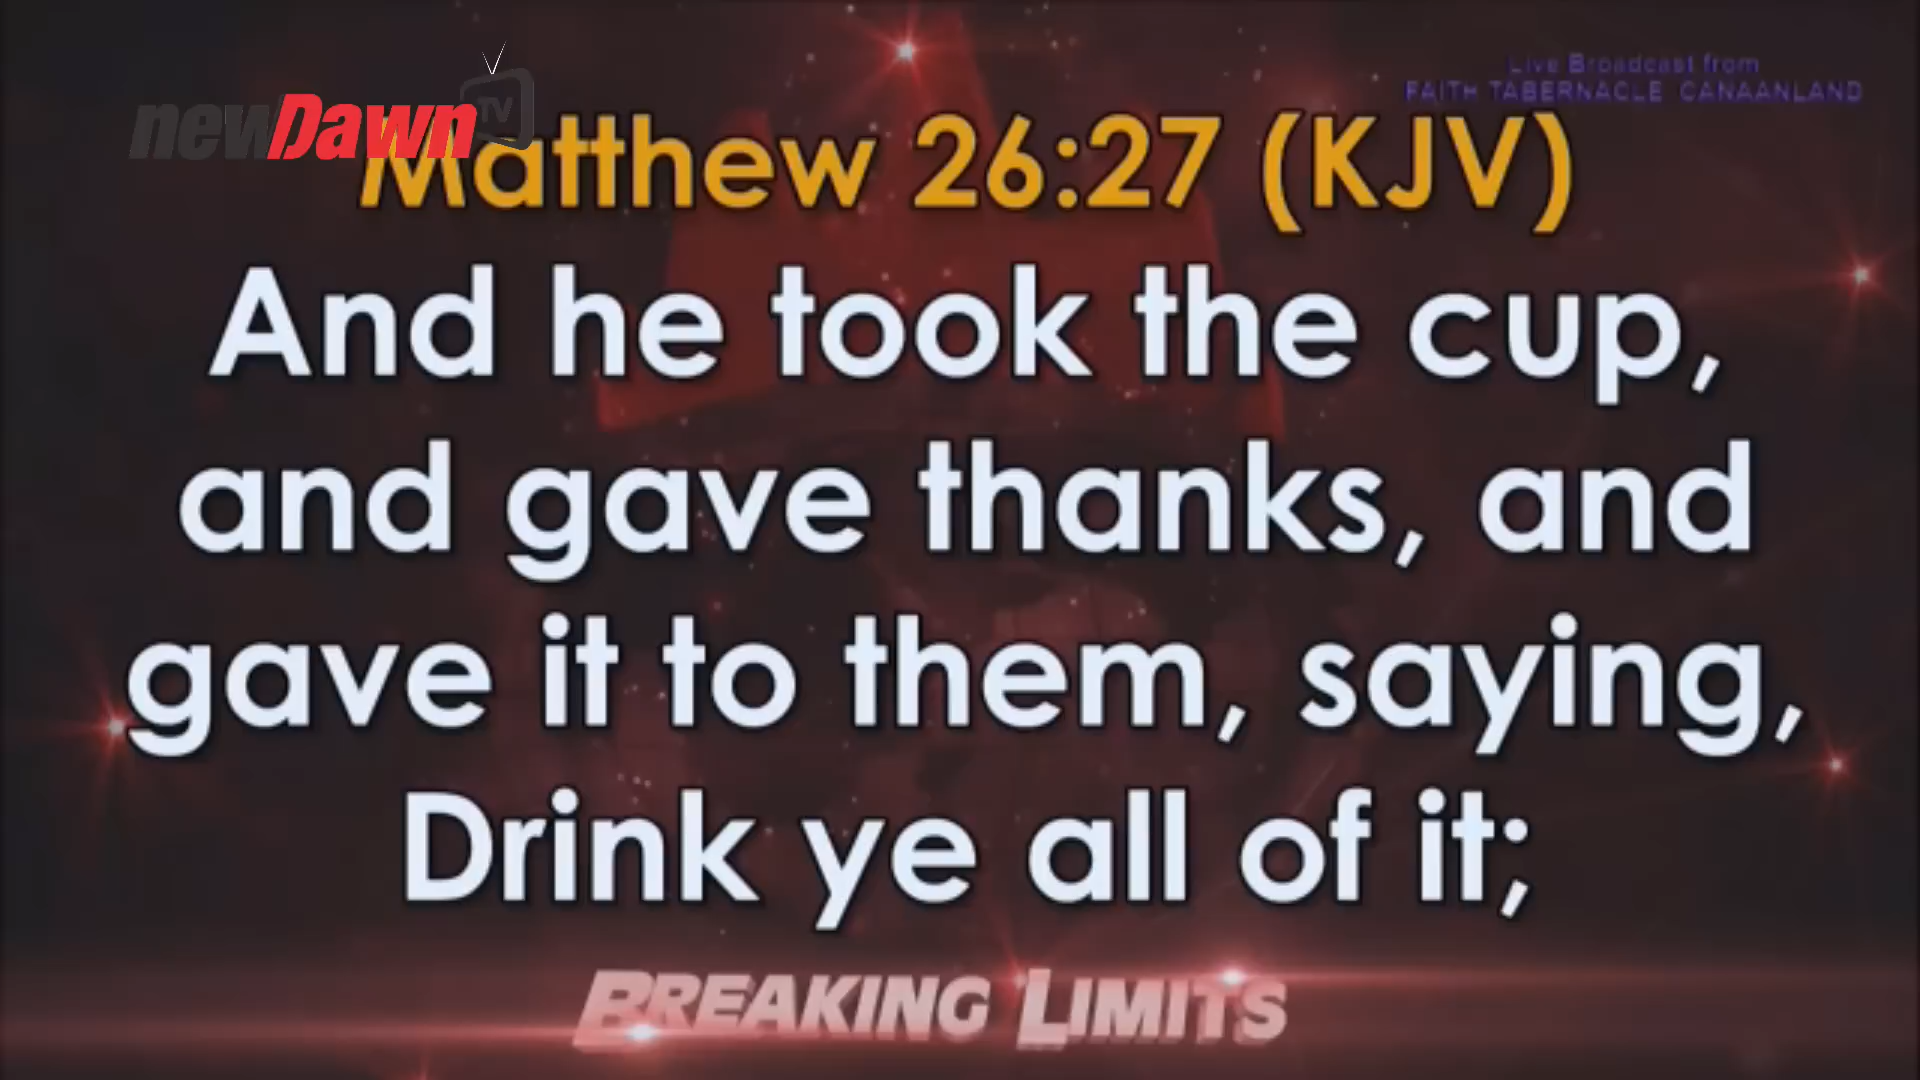 Live Broadcast from
FAITH TABERNACLE CANAANLAND
newDawn TV
Matthew 26:27 (KJV)
And he took the cup,
and gave thanks, and
gave it to them, saying,
Drink ye all of it;
BREAKING LIMITS